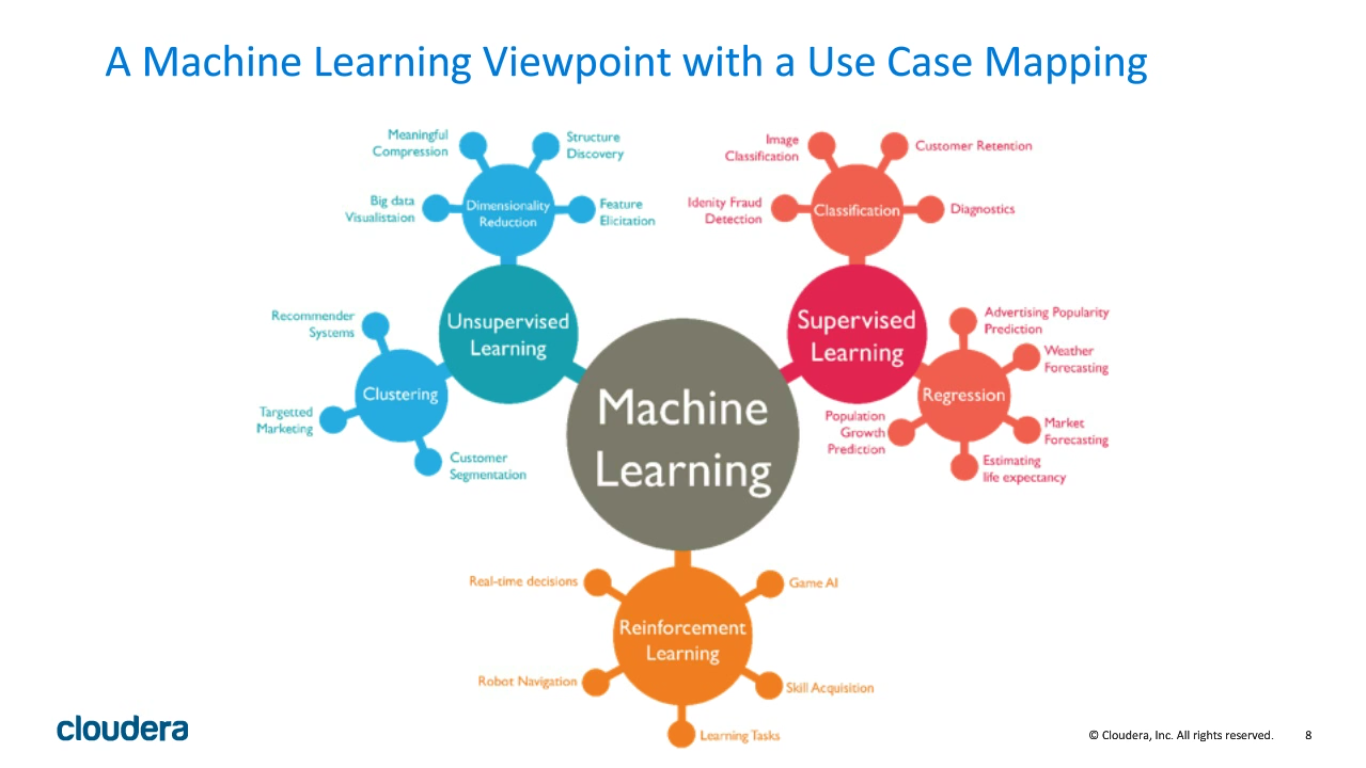 A Machine Learning Viewpoint with a Use Case Mapping
Meaningful
Compression
Structure
Discovery
Big data
Visualistaion
Dimensionality
Reduction
Feature
Elicitation
Image
Classification
Customer Retention
Idenity Fraud
Detection
Classification
Diagnostics
Recommender
Systems
Unsupervised
Learning
Clustering
Targetted
Marketing
Customer
Segmentation
Machine
Learning
Supervised
Learning
Advertising Popularity
Prediction
Weather
Forecasting
Regression
Population
Growth
Prediction
Market
Forecasting
Estimating
life expectancy
Real-time decisions
Game AI
Reinforcement
Learning
Robot Navigation
Skill Acquisition
Learning Tasks
cloudera
© Cloudera, Inc. All rights reserved.
8